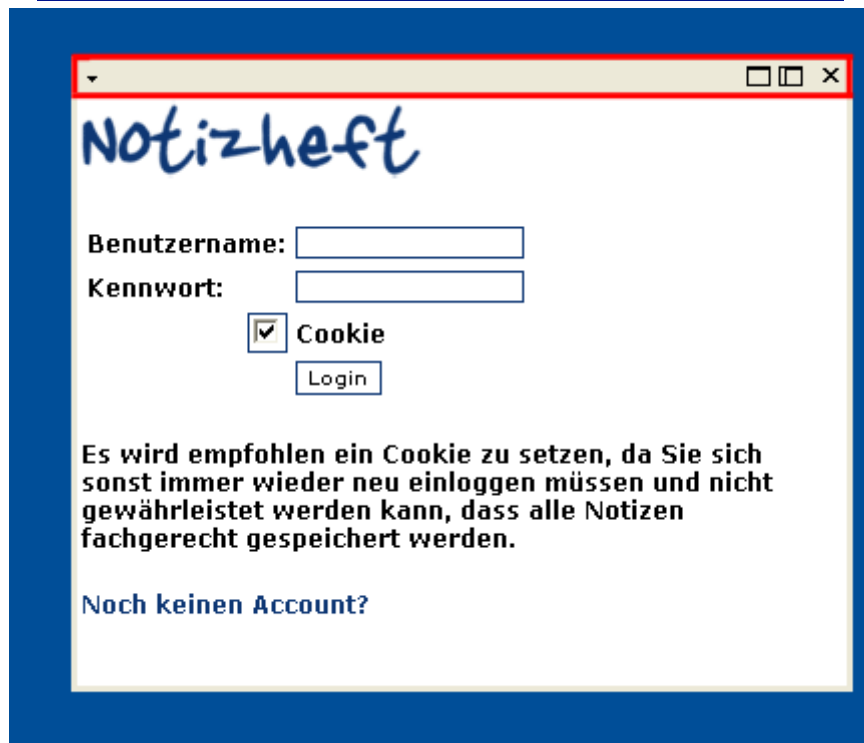 Notizheft
Benutzername:
Kennwort:
Cookie
Login
Es wird empfohlen ein Cookie zu setzen, da Sie sich
sonst immer wieder neu einloggen müssen und nicht
gewährleistet werden kann, dass alle Notizen
fachgerecht gespeichert werden.
Noch keinen Account?